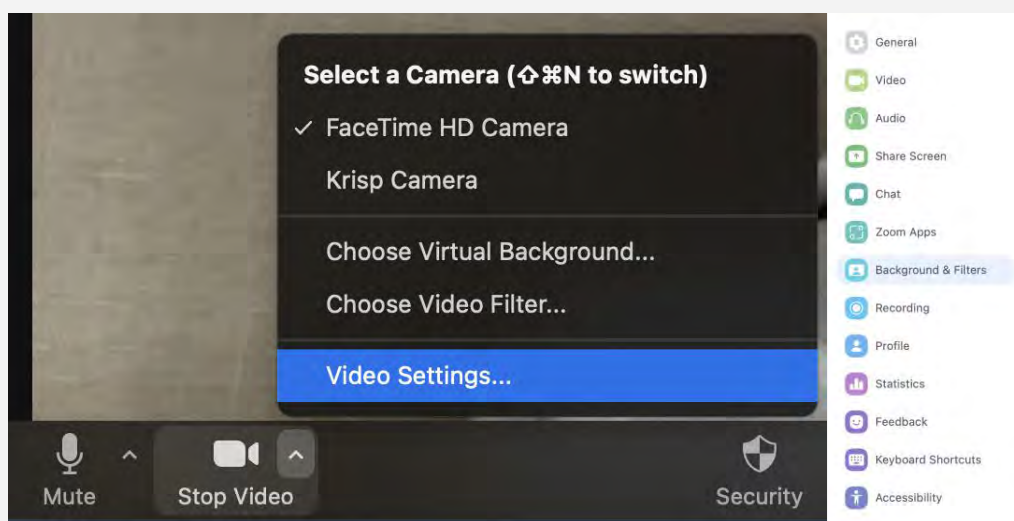 Select a Camera (⇧⌘N to switch)
✓ FaceTime HD Camera
Krisp Camera
Choose Virtual Background...
Choose Video Filter...
Video Settings...
Mute
Stop Video
Security
General
Video
Audio
Share Screen
Chat
Zoom Apps
Background & Filters
Recording
Profile
Statistics
Feedback
Keyboard Shortcuts
Accessibility